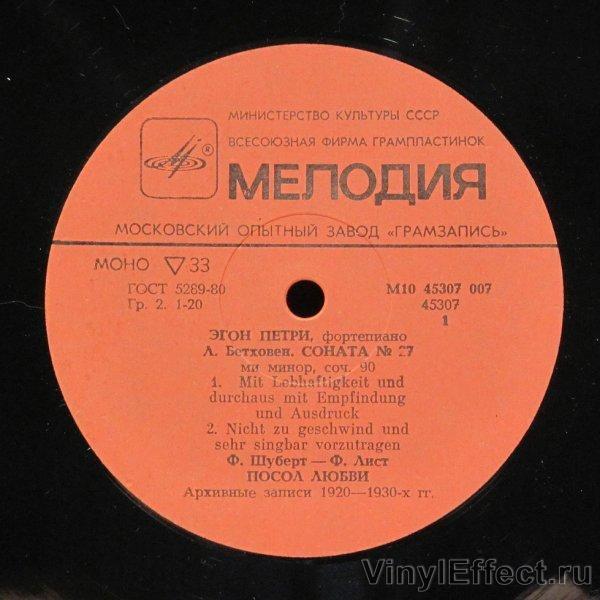 МИНИСТЕРСТВО КУЛЬТУРЫ СССР
ВСЕСОЮЗНАЯ ФИРМА ГРАМПЛАСТИНОК
®
МЕЛОДИЯ
МОСКОВСКИЙ ОПЫТНЫЙ ЗАВОД «ГРАМЗАПИСЬ»
МОНО ▽33
ГОСТ 5289-80
Гр. 2. 1-20
М10 45307 007
45307
1
ЭГОН ПЕТРИ, фортепиано
Л. Бетховен. СОНАТА № 27
ми минор, соч. 90
1. Mit Lebhaftigkeit und
durchaus mit Empfindung
und Ausdruck
2. Nicht zu geschwind und
sehr singbar vorzutragen
Ф. Шуберт — Ф. Лист
ПОСОЛ ЛЮБВИ
Архивные записи 1920—1930-х гг.
VinylEffect.ru